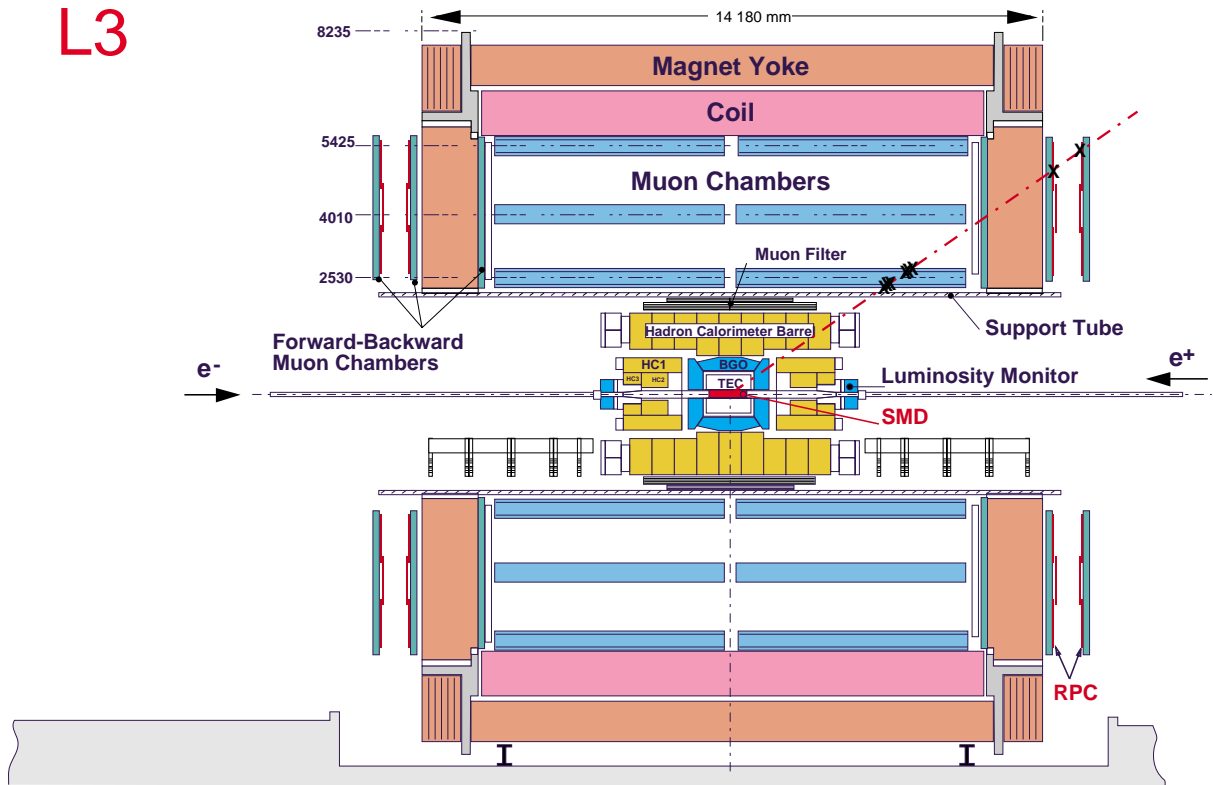 L3
14 180 mm
8235
Magnet Yoke
Coil
5425
Muon Chambers
4010
Muon Filter
2530
Hadron Calorimeter Barrel
Support Tube
Forward-Backward
Muon Chambers
HC1
BGO
e-
e+
HC3
HC2
TEC
Luminosity Monitor
SMD
RPC